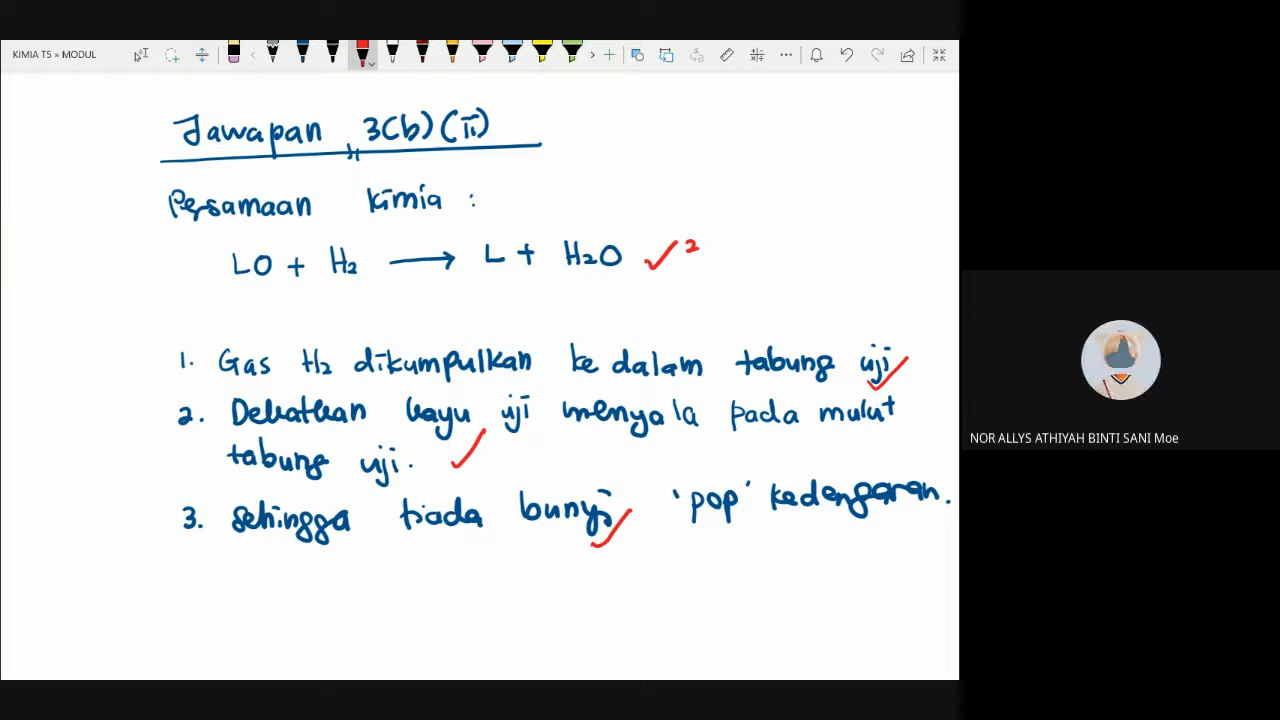 KIMIA T5 » MODUL
Jawapan 3(b)(ii)
Persamaan Kimia :
LO + H₂ → L + H₂O ✓²
1. Gas H₂ dikumpulkan ke dalam tabung uji ✓
2. Dekatkan kayu uji menyala pada mulut
tabung uji. ✓
3. sehingga tiada bunyi ✓ 'pop' kedengaran.
NOR ALLYS ATHIYAH BINTI SANI Moe